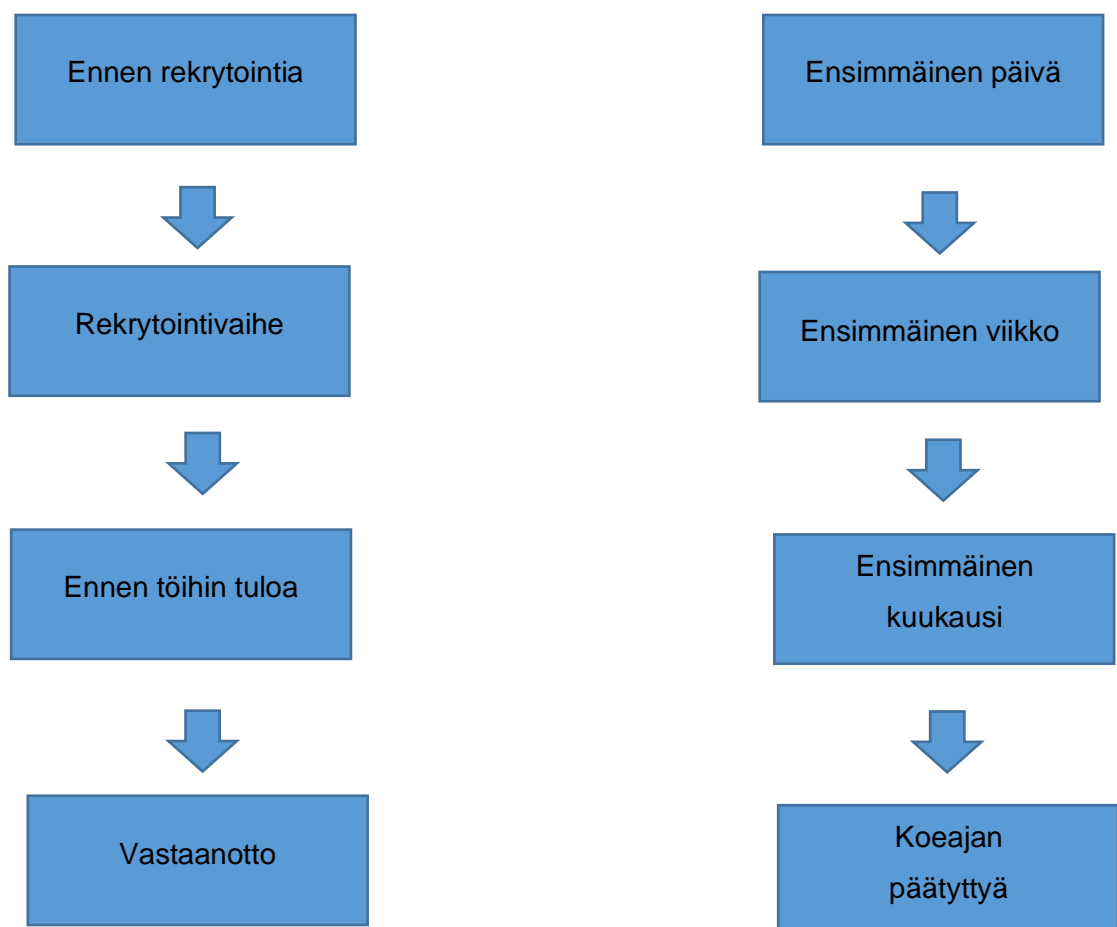 Ennen rekrytointia
Rekrytointivaihe
Ennen töihin tuloa
Vastaanotto
Ensimmäinen päivä
Ensimmäinen viikko
Ensimmäinen
kuukausi
Koeajan
päätyttyä